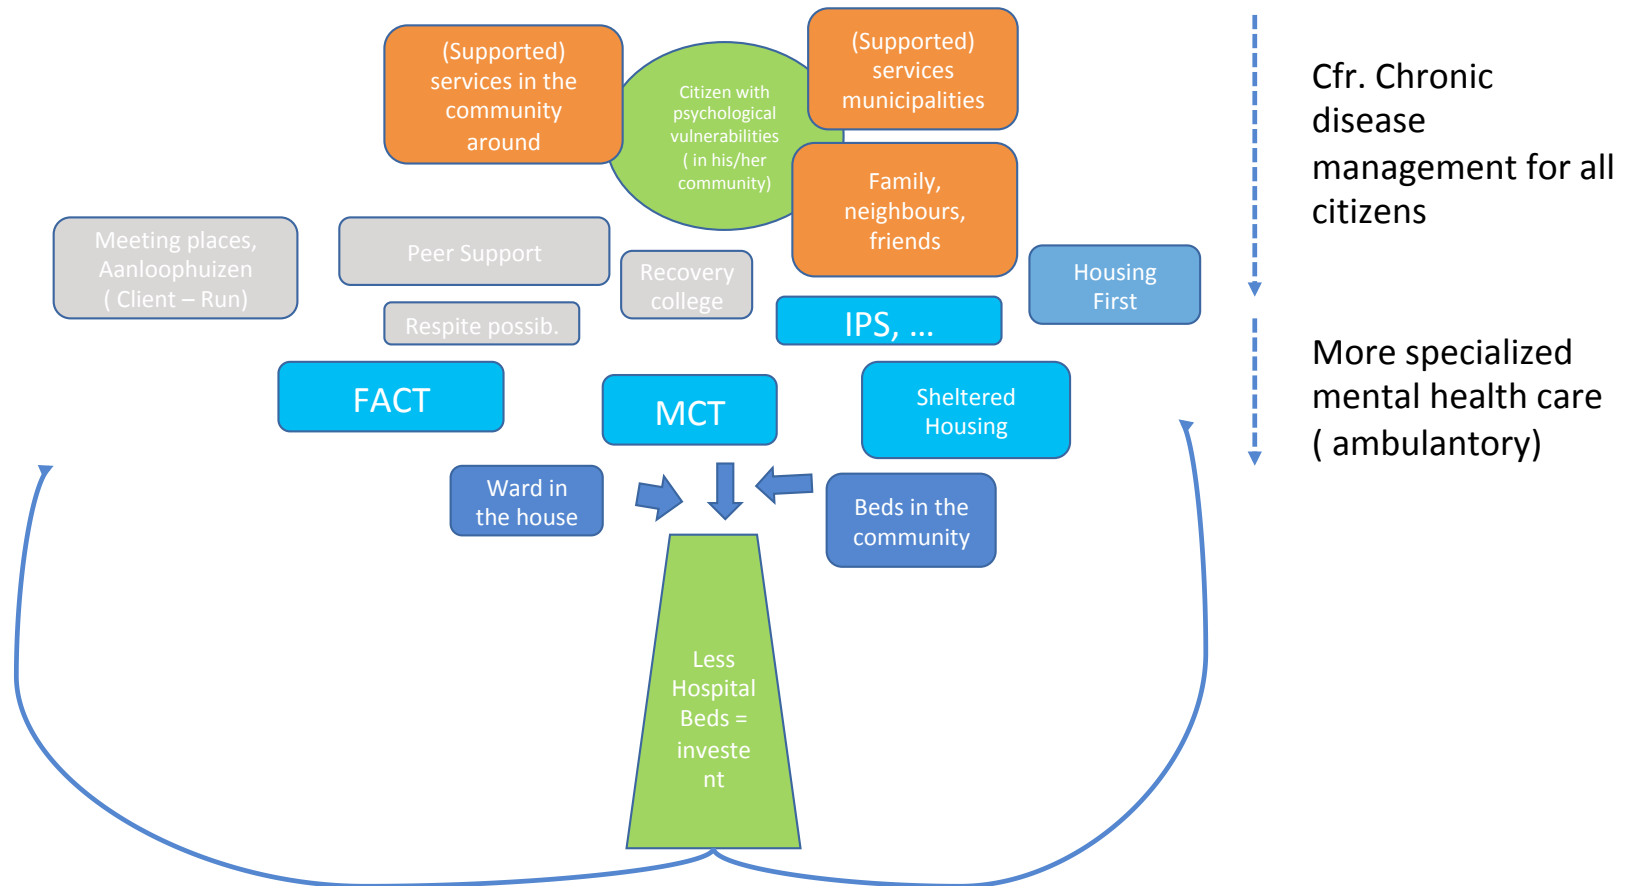 (Supported)
services in the
community
around
Citizen with
psychological
vulnerabilities
( in his/her
community)
(Supported)
services
municipalities
Family,
neighbours,
friends
Meeting places,
Aanloophuizen
( Client – Run)
Peer Support
Respite possib.
Recovery
college
IPS, ...
Housing
First
FACT
MCT
Sheltered
Housing
Ward in
the house
Beds in the
community
Less
Hospital
Beds =
investe
nt
Cfr. Chronic
disease
management for all
citizens
More specialized
mental health care
( ambulantory)